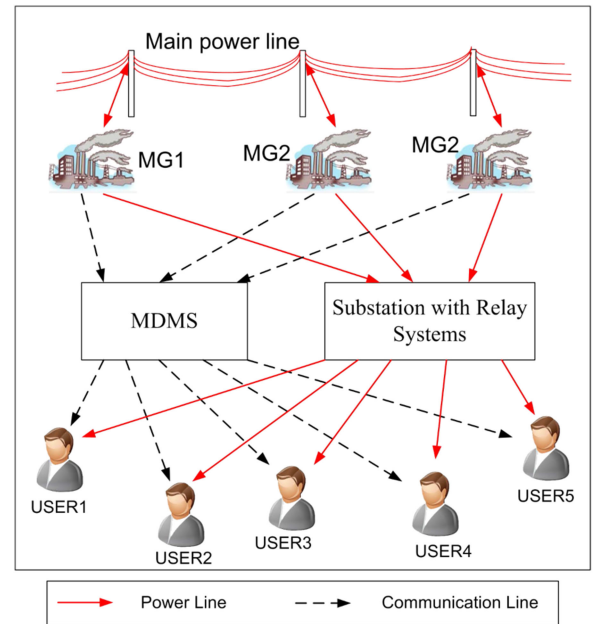 Main power line
MG1
MG2
MG2
MDMS
Substation with Relay
Systems
USER1
USER2
USER3
USER4
USER5
Power Line
Communication Line